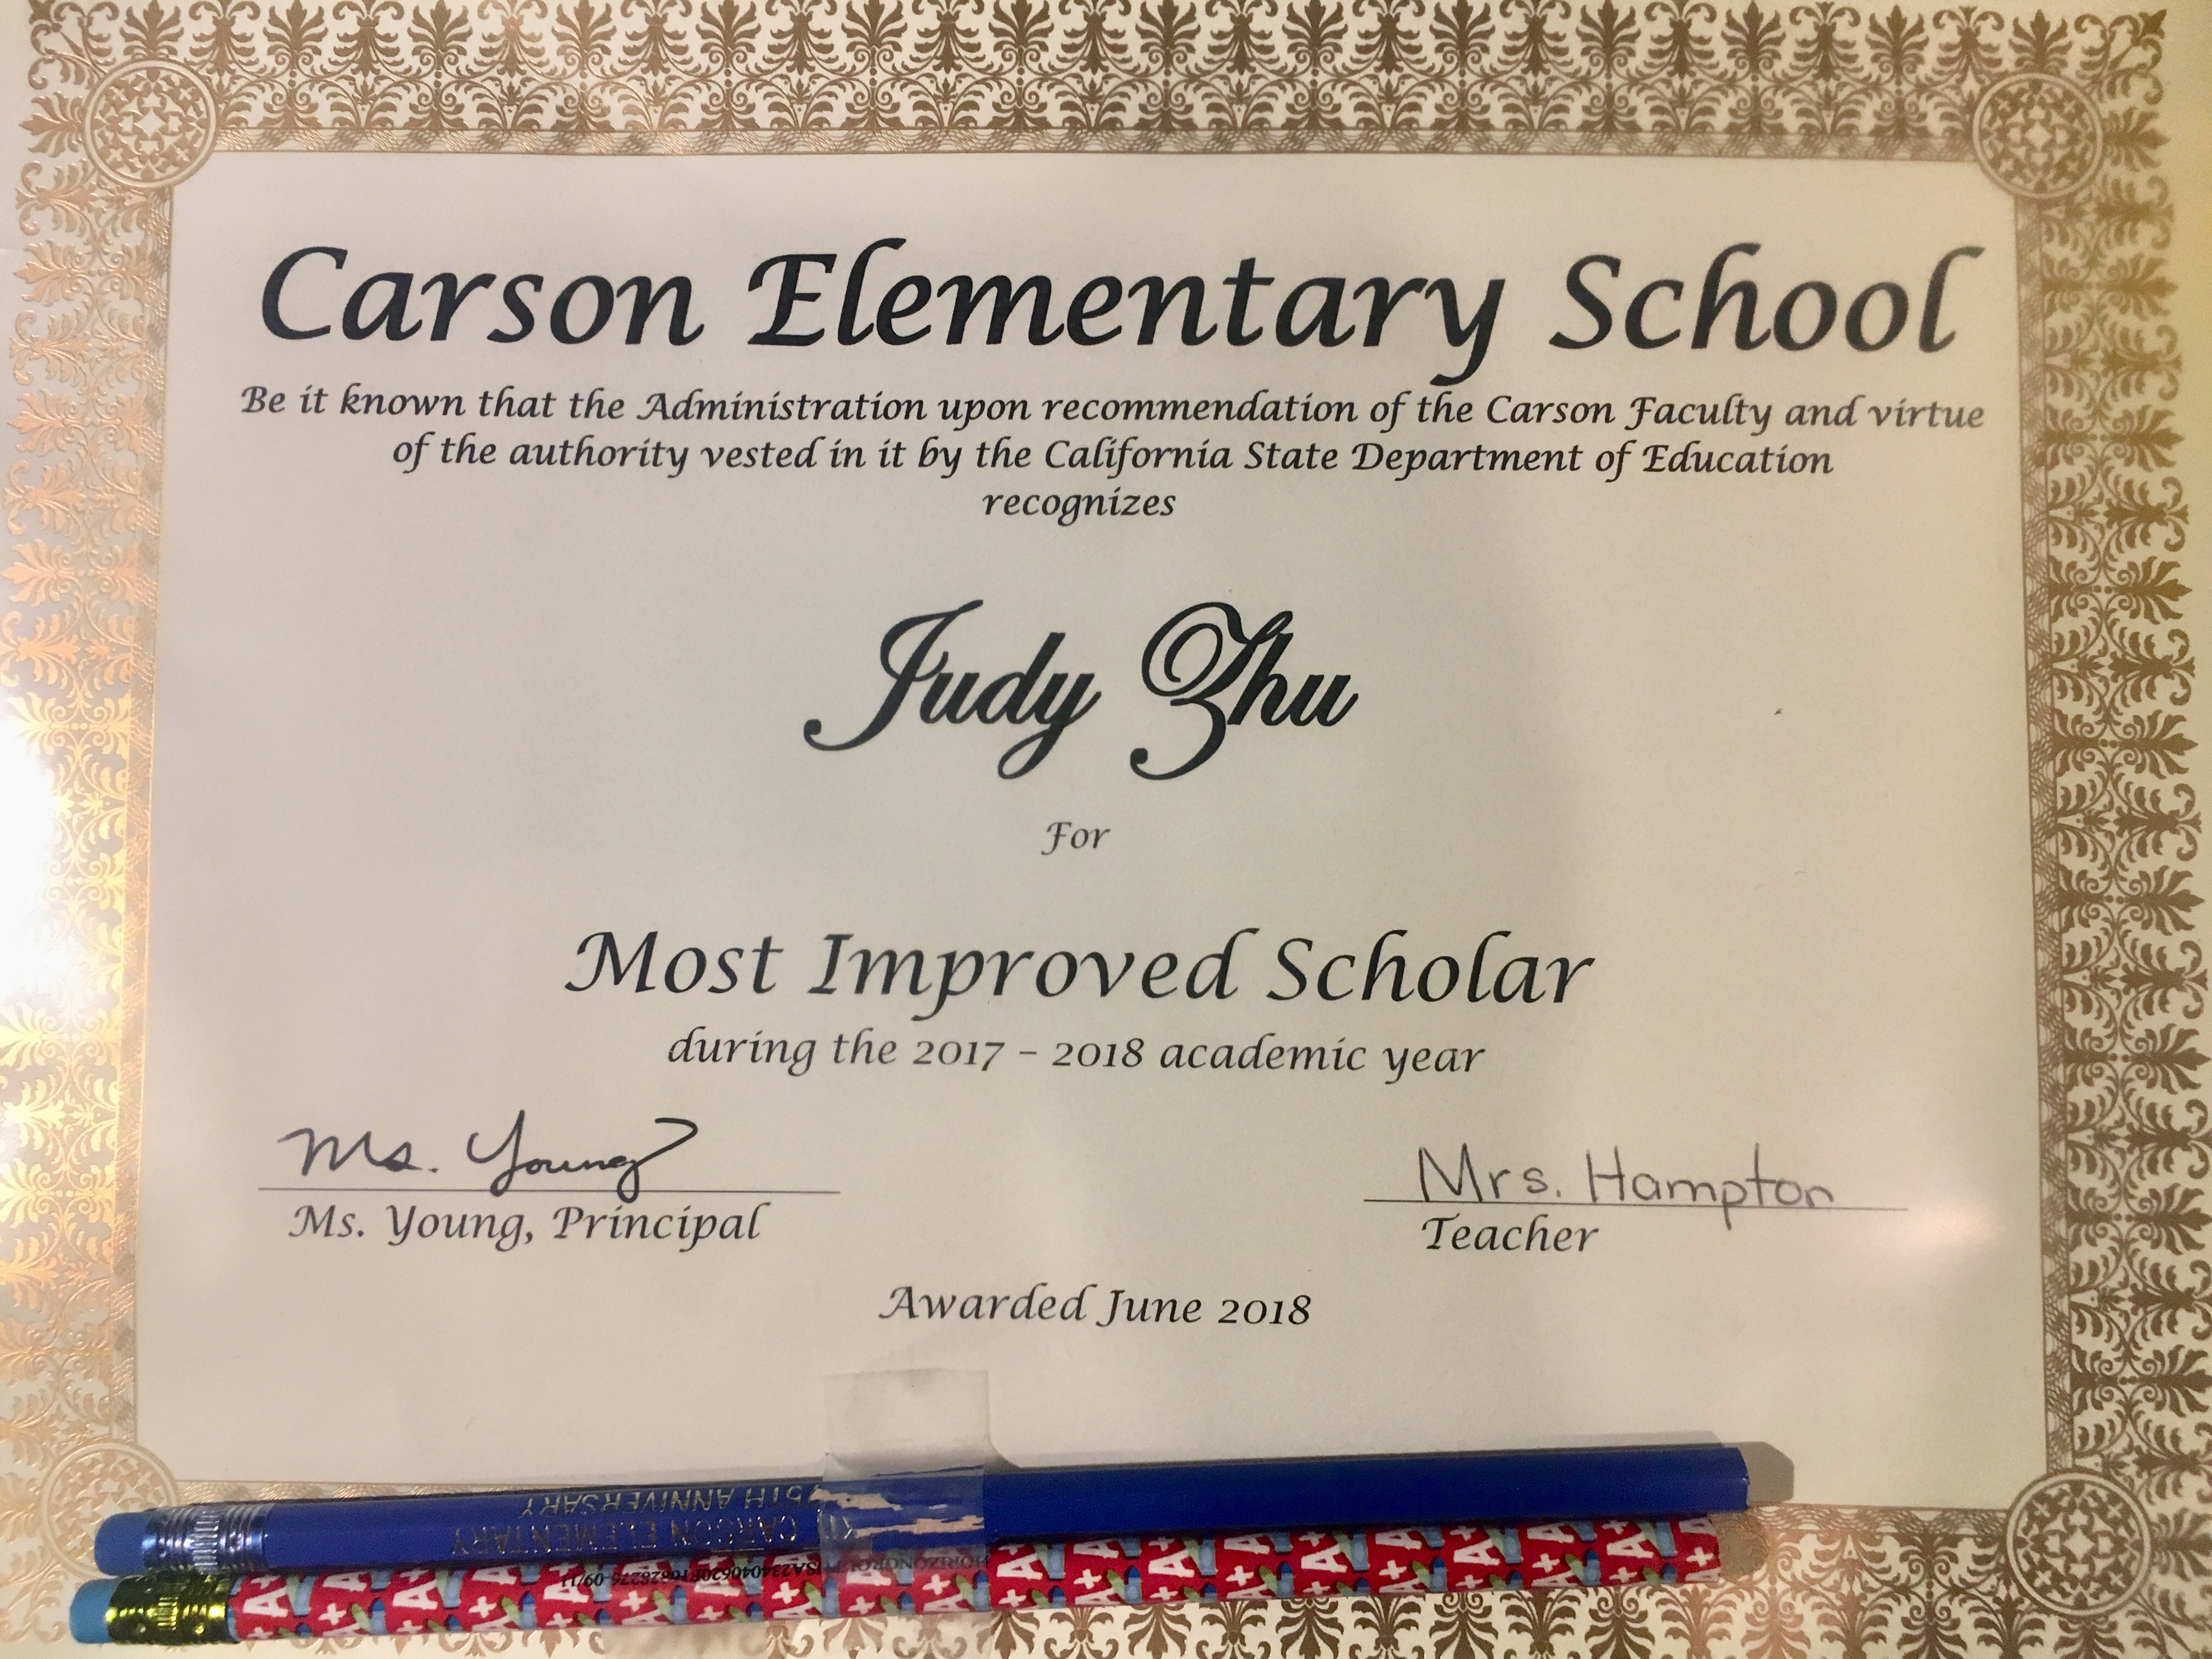 Carson Elementary School
Be it known that the Administration upon recommendation of the Carson Faculty and virtue
of the authority vested in it by the California State Department of Education
recognizes
Judy Zhu
For
Most Improved Scholar
during the 2017 – 2018 academic year
Ms. Young
Mrs. Hampton
Ms. Young, Principal
Teacher
Awarded June 2018
75TH ANNIVERSARY
CARSON ELEMENTARY
A+ A+ A+ A+ A+ A+ A+ A+ A+ A+ A+ A+ A+ A+